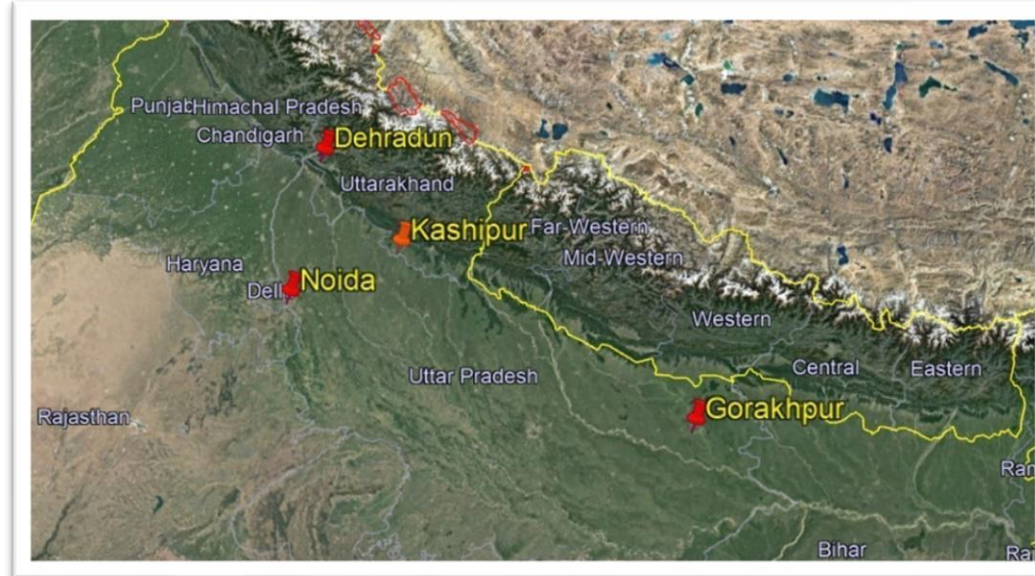 Punjab
Himachal Pradesh
Chandigarh
Dehradun
Uttarakhand
Kashipur
Far-Western
Mid-Western
Haryana
Noida
Western
Central
Eastern
Uttar Pradesh
Gorakhpur
Rajasthan
Bihar